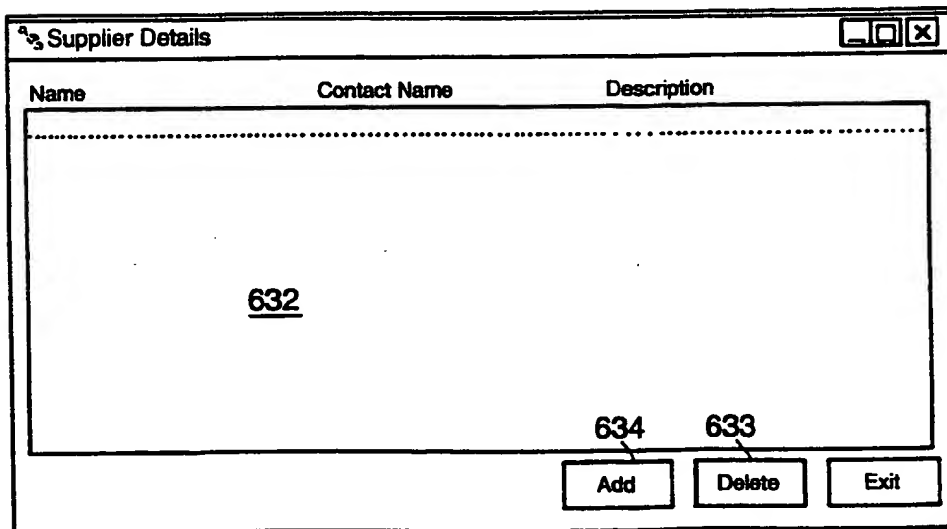 Supplier Details
Name Contact Name Description
632
634 633
Add Delete Exit